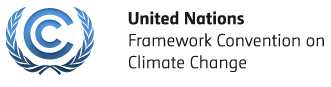 United Nations
Framework Convention on
Climate Change